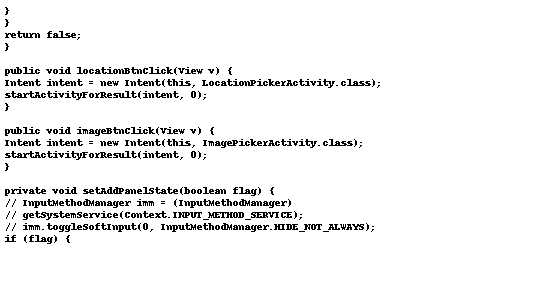 }
}
return false;
}
public void locationBtnClick(View v) {
Intent intent = new Intent(this, LocationPickerActivity.class);
startActivityForResult(intent, 0);
}
public void imageBtnClick(View v) {
Intent intent = new Intent(this, ImagePickerActivity.class);
startActivityForResult(intent, 0);
}
private void setAddPanelState(boolean flag) {
// InputMethodManager imm = (InputMethodManager)
// getSystemService(Context.INPUT_METHOD_SERVICE);
// imm.toggleSoftInput(0, InputMethodManager.HIDE_NOT_ALWAYS);
if (flag) {